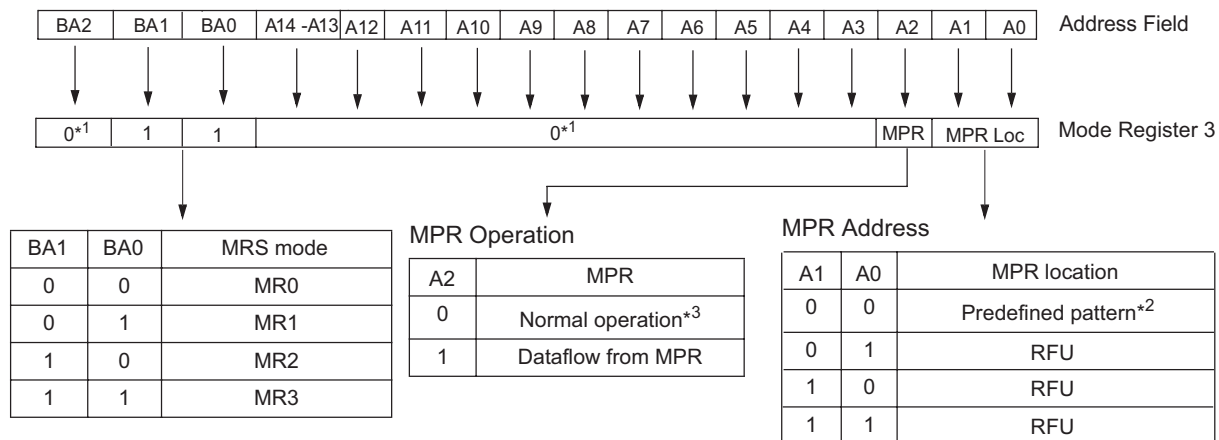 BA2 BA1 BA0 A14 -A13 A12 A11 A10 A9 A8 A7 A6 A5 A4 A3 A2 A1 A0 Address Field
0*1 1 1 0*1 MPR MPR Loc Mode Register 3
BA1 BA0 MRS mode
0 0 MR0
0 1 MR1
1 0 MR2
1 1 MR3
MPR Operation
A2 MPR
0 Normal operation*3
1 Dataflow from MPR
MPR Address
A1 A0 MPR location
0 0 Predefined pattern*2
0 1 RFU
1 0 RFU
1 1 RFU